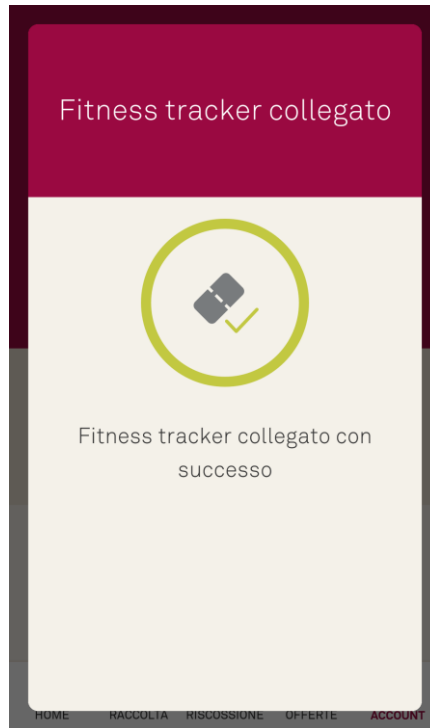 Fitness tracker collegato
Fitness tracker collegato con
successo
HOME RACCOLTA RISCOSSIONE OFFERTE ACCOUNT